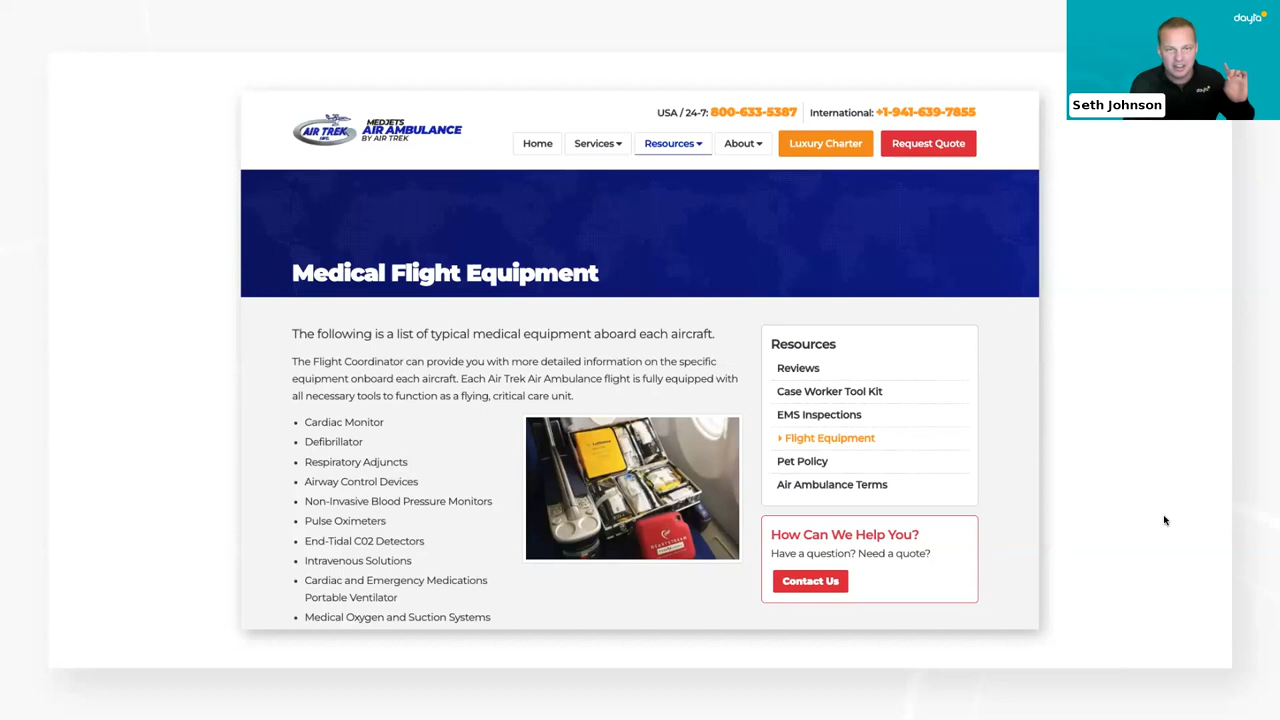 dayta
Seth Johnson
USA / 24-7: 800-633-5387
International: +1-941-639-7855
AIR TREK
INC.
MEDJETS
AIR AMBULANCE
BY AIR TREK
Home
Services
Resources
About
Luxury Charter
Request Quote
Medical Flight Equipment
The following is a list of typical medical equipment aboard each aircraft.
The Flight Coordinator can provide you with more detailed information on the specific
equipment onboard each aircraft. Each Air Trek Air Ambulance flight is fully equipped with
all necessary tools to function as a flying, critical care unit.
Cardiac Monitor
Defibrillator
Respiratory Adjuncts
Airway Control Devices
Non-Invasive Blood Pressure Monitors
Pulse Oximeters
End-Tidal C02 Detectors
Intravenous Solutions
Cardiac and Emergency Medications
Portable Ventilator
Medical Oxygen and Suction Systems
HEARTSTREAM
Resources
Reviews
Case Worker Tool Kit
EMS Inspections
Flight Equipment
Pet Policy
Air Ambulance Terms
How Can We Help You?
Have a question? Need a quote?
Contact Us